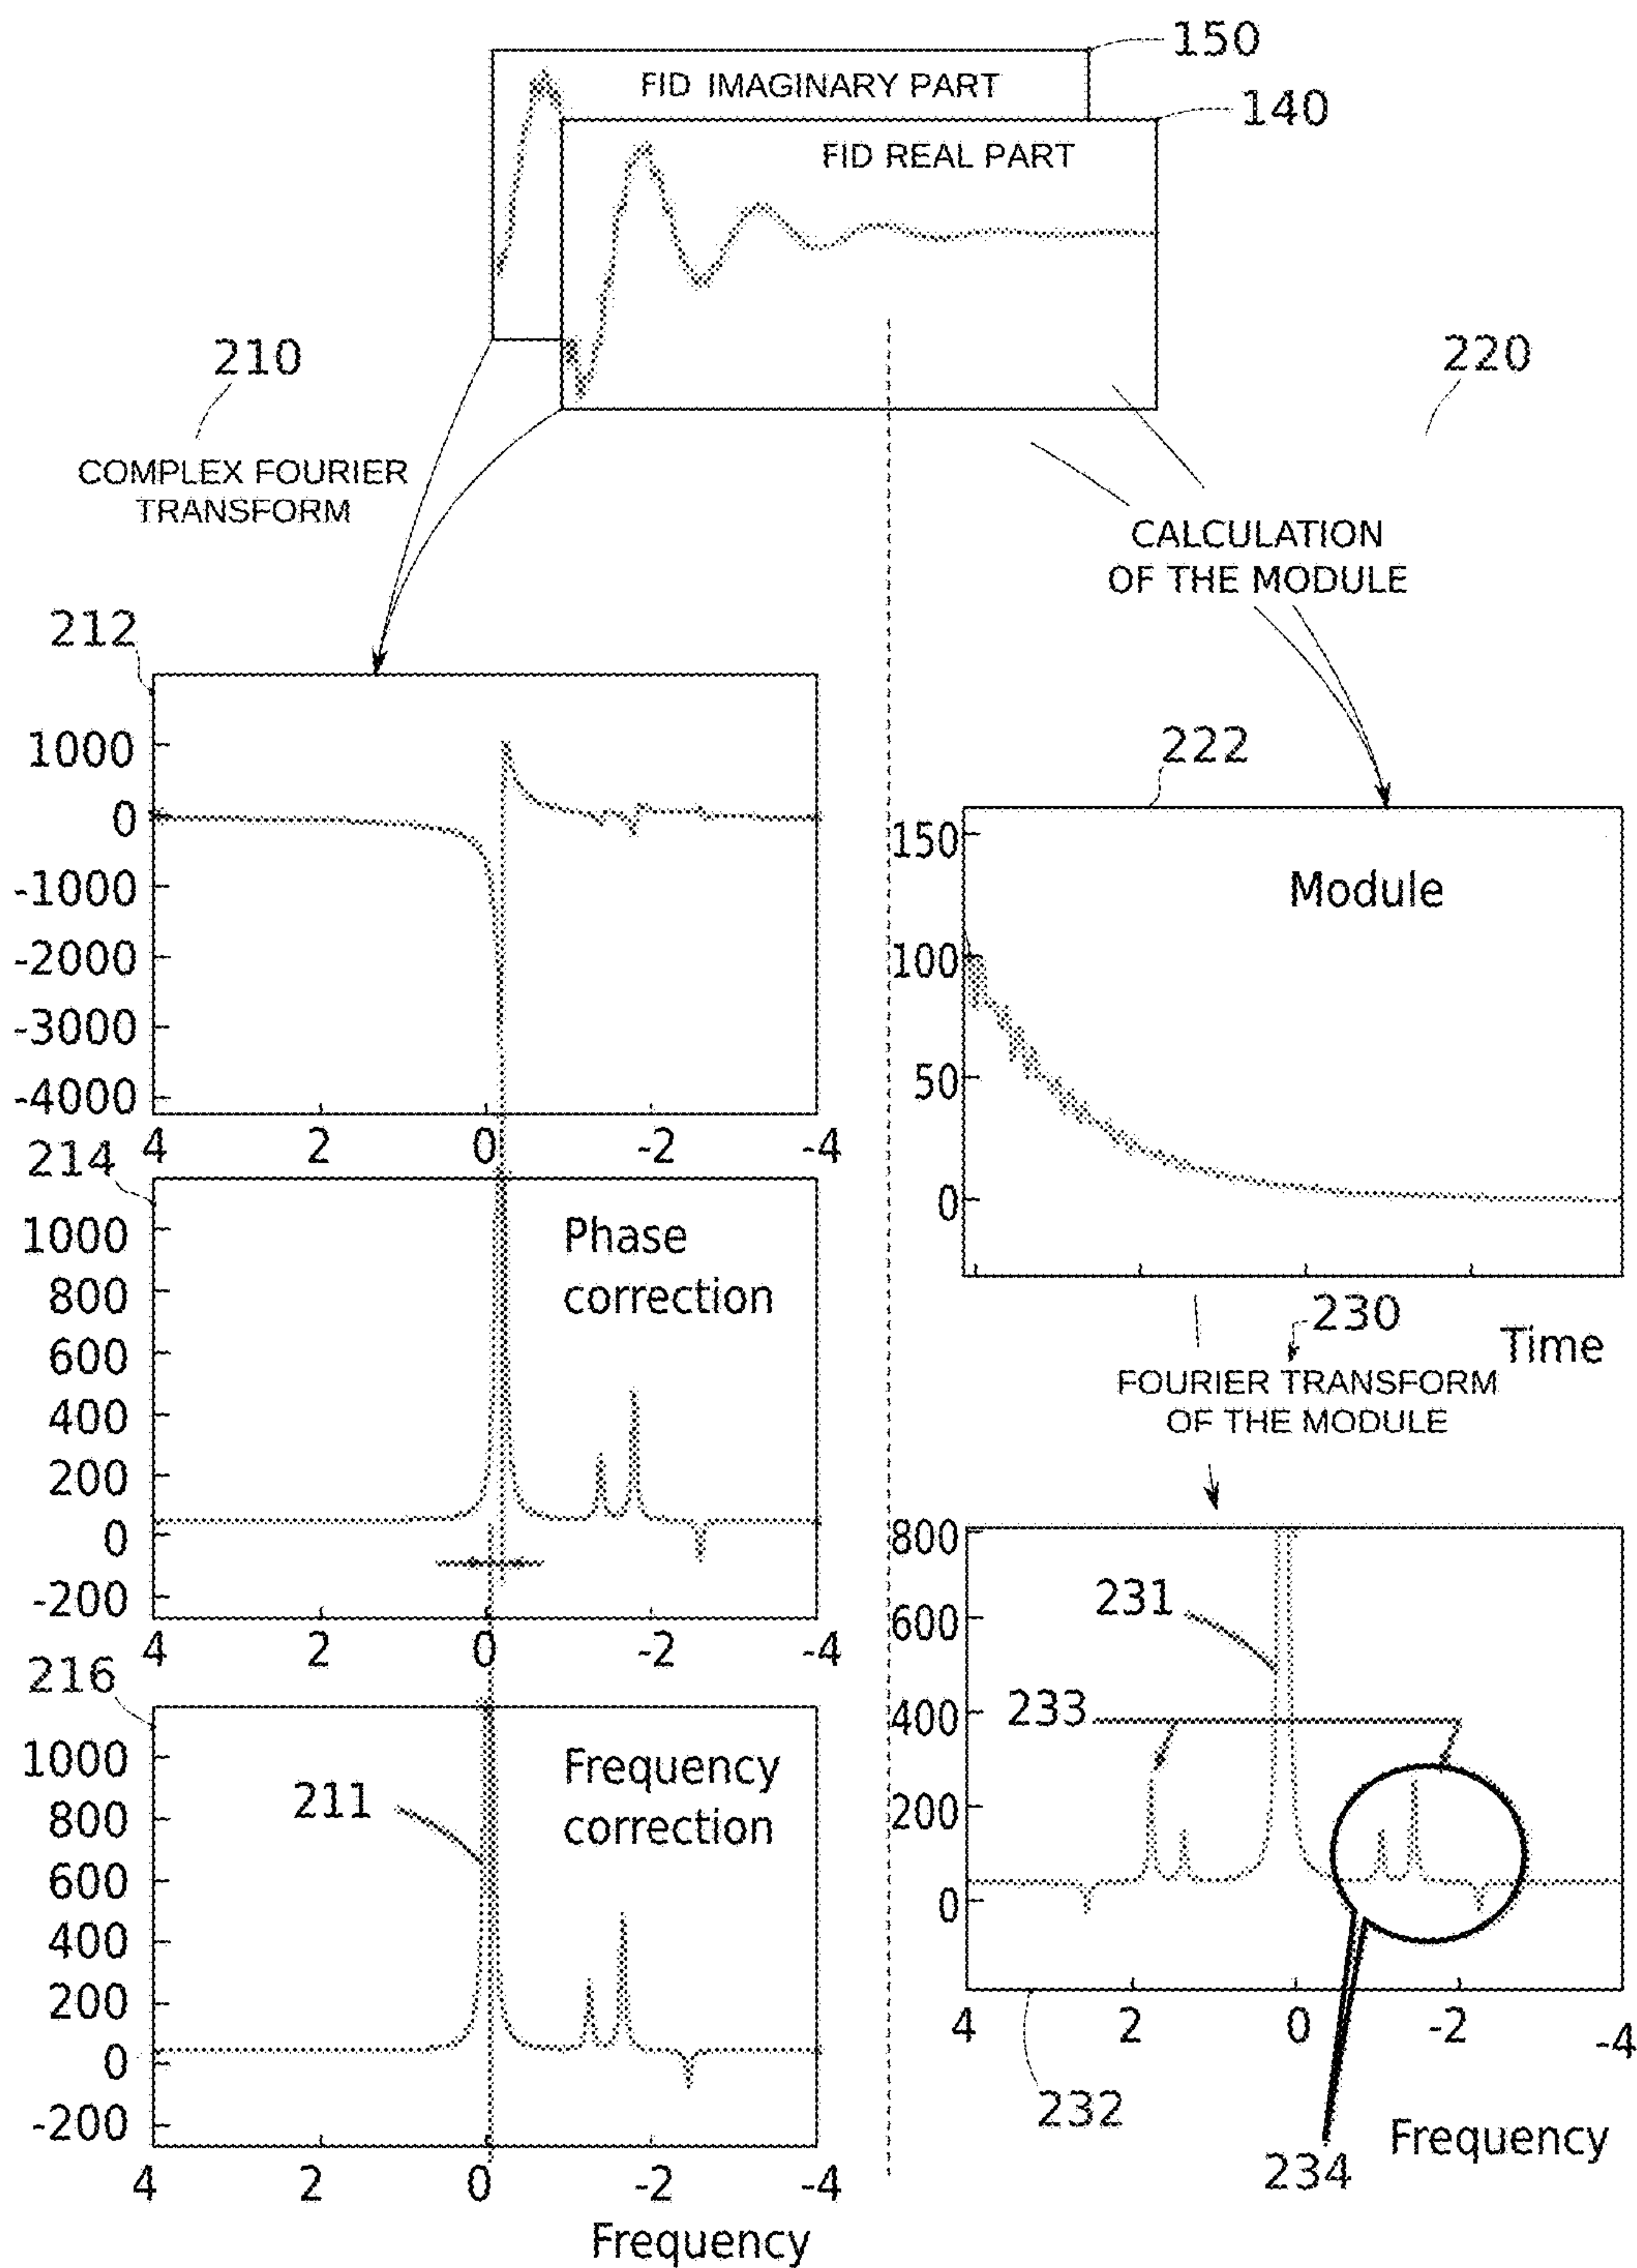 150
FID IMAGINARY PART
140
FID REAL PART
210
220
COMPLEX FOURIER
TRANSFORM
CALCULATION
OF THE MODULE
212
1000
0
-1000
-2000
-3000
-4000
4 2 0 -2 -4
214
Phase
correction
1000
800
600
400
200
0
-200
4 2 0 -2 -4
216
Frequency
correction
211
1000
800
600
400
200
0
-200
4 2 0 -2 -4
Frequency
222
150
Module
100
50
0
230
Time
FOURIER TRANSFORM
OF THE MODULE
800
231
600
233
400
200
0
4 2 0 -2 -4
232
Frequency
234